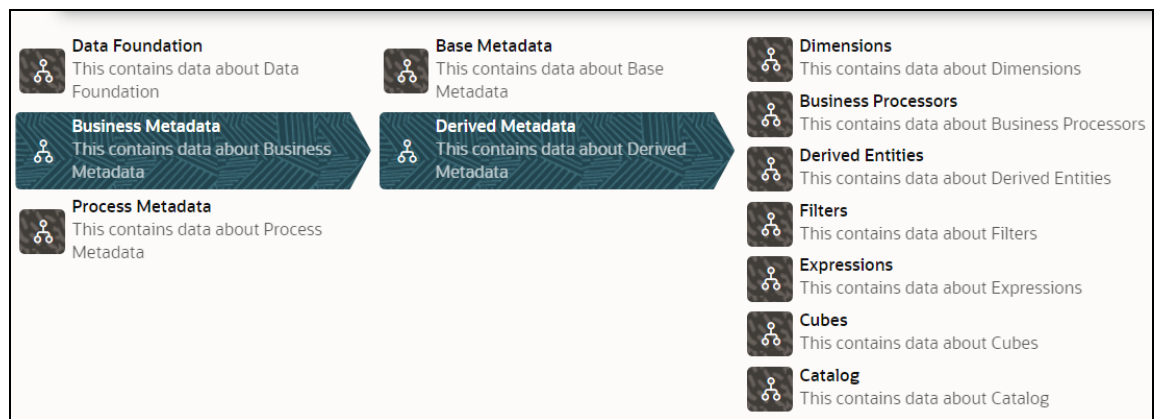 Data Foundation
This contains data about Data
Foundation
Business Metadata
This contains data about Business
Metadata
Process Metadata
This contains data about Process
Metadata
Base Metadata
This contains data about Base
Metadata
Derived Metadata
This contains data about Derived
Metadata
Dimensions
This contains data about Dimensions
Business Processors
This contains data about Business Processors
Derived Entities
This contains data about Derived Entities
Filters
This contains data about Filters
Expressions
This contains data about Expressions
Cubes
This contains data about Cubes
Catalog
This contains data about Catalog